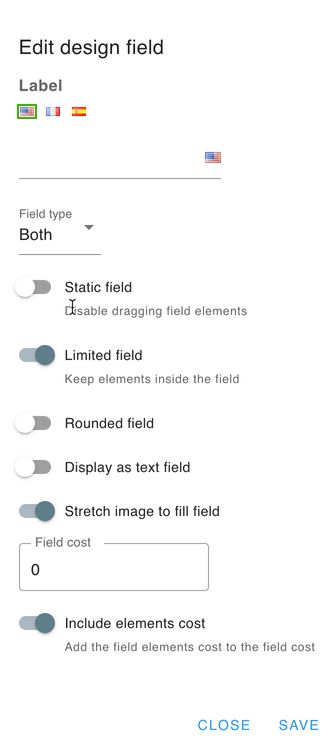 Edit design field
Label
Field type
Both
Static field
Disable dragging field elements
Limited field
Keep elements inside the field
Rounded field
Display as text field
Stretch image to fill field
Field cost
0
Include elements cost
Add the field elements cost to the field cost
CLOSE SAVE